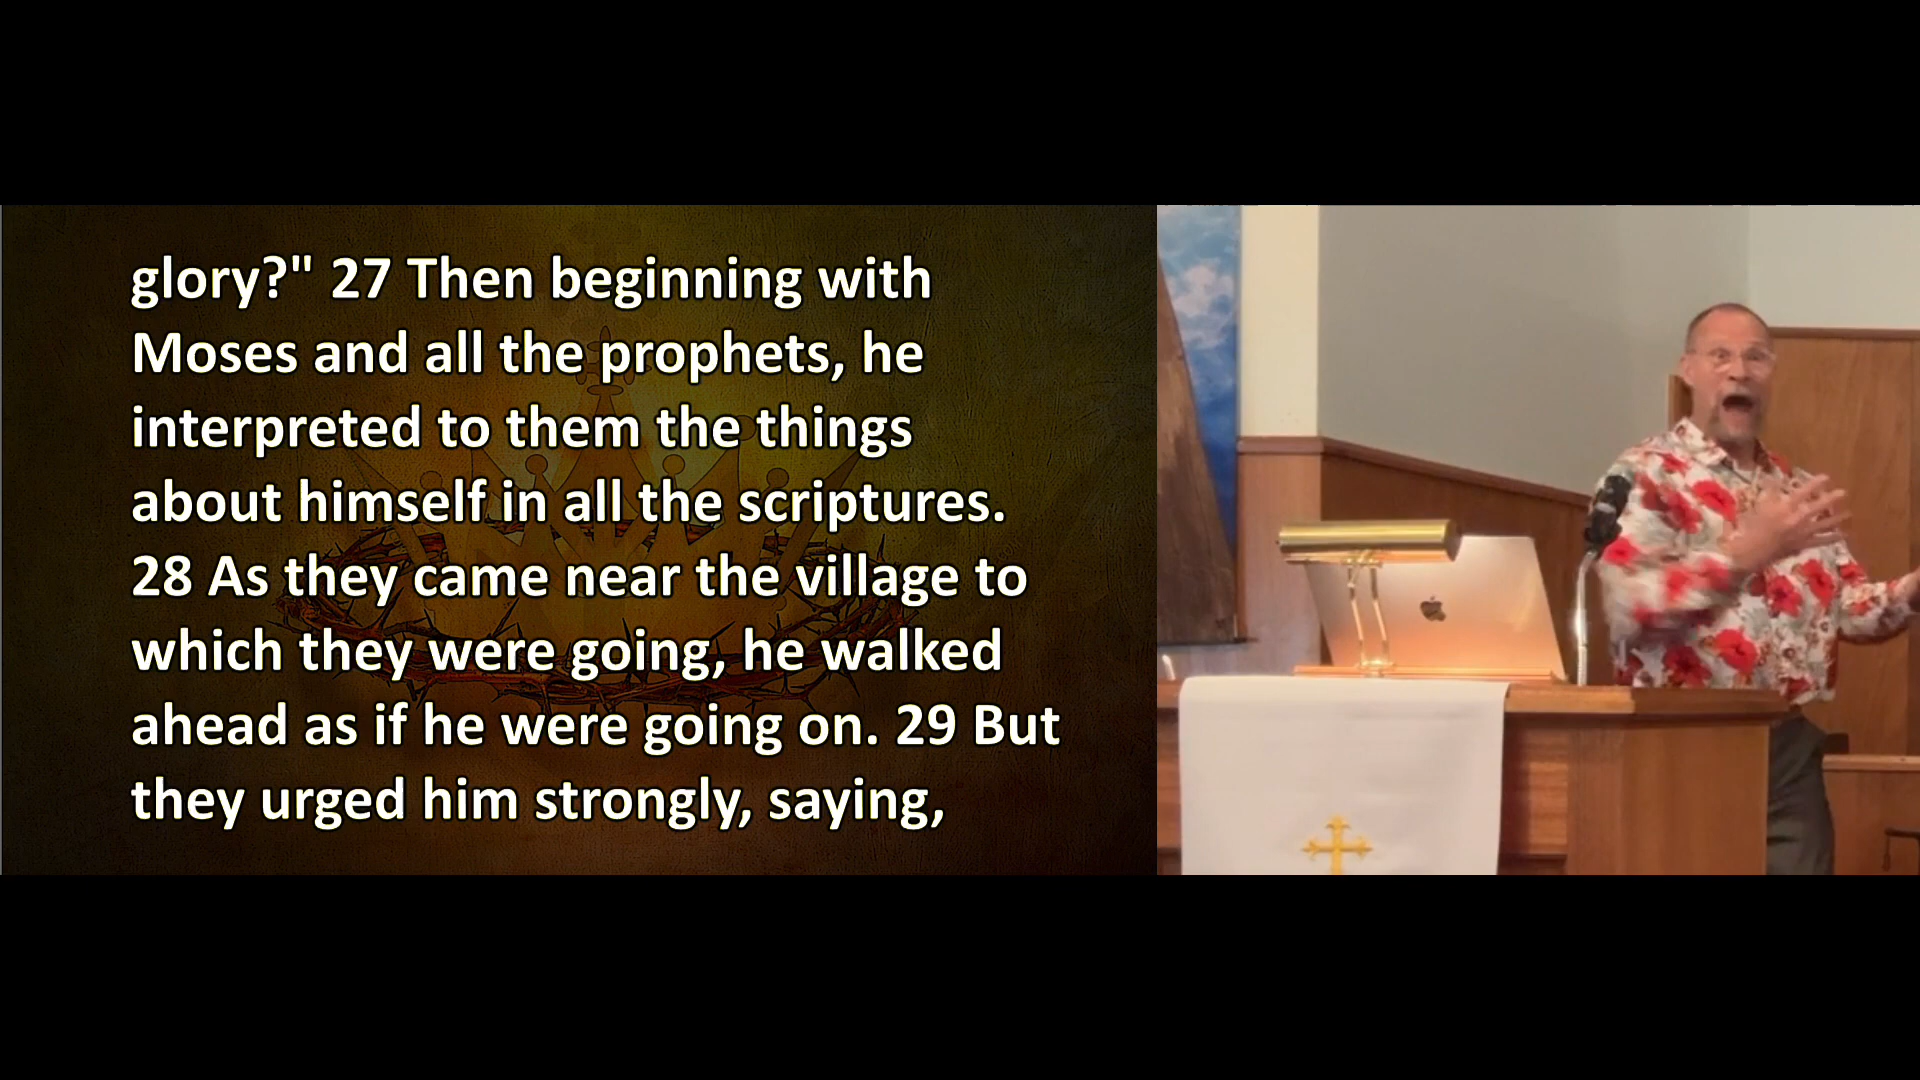 glory?" 27 Then beginning with
Moses and all the prophets, he
interpreted to them the things
about himself in all the scriptures.
28 As they came near the village to
which they were going, he walked
ahead as if he were going on. 29 But
they urged him strongly, saying,